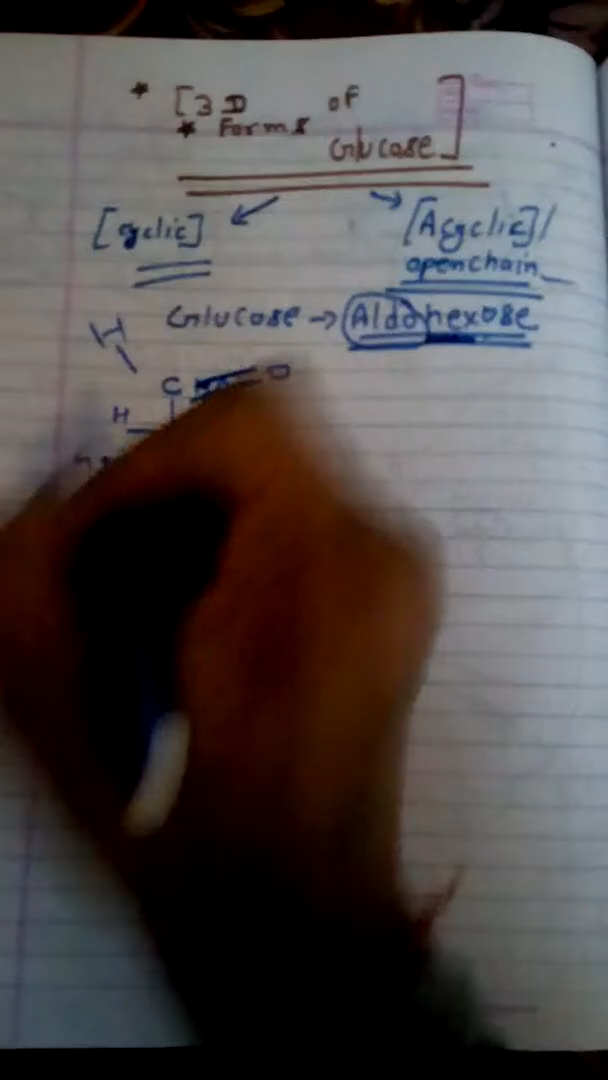 * [3D of
* Forms
Glucose]
[cyclic] [Acyclic]/
openchain
Glucose → Aldohexose
H
C O
H